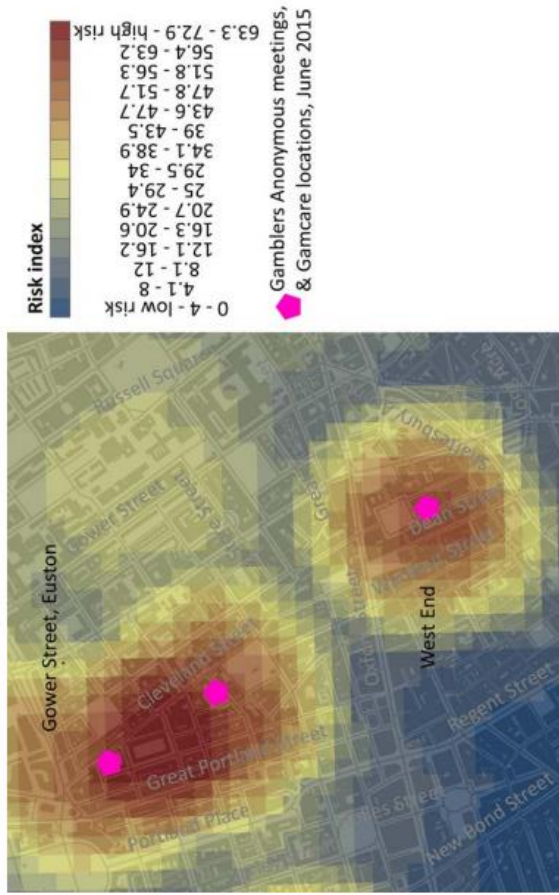 Risk index
63.3 - 72.9 - high risk
56.4 - 63.2
51.8 - 56.3
47.8 - 51.7
43.6 - 47.7
39 - 43.5
34.1 - 38.9
29.5 - 34
25 - 29.4
20.7 - 24.9
16.3 - 20.6
12.1 - 16.2
8.1 - 12
4.1 - 8
0 - 4 - low risk
Gamblers Anonymous meetings,
& Gamcare locations, June 2015
Gower Street, Euston
Russell Square
Gower Street
Cleveland Street
Great Portland Street
Portland Place
West End
Dean Street
Regent Street
New Bond Street